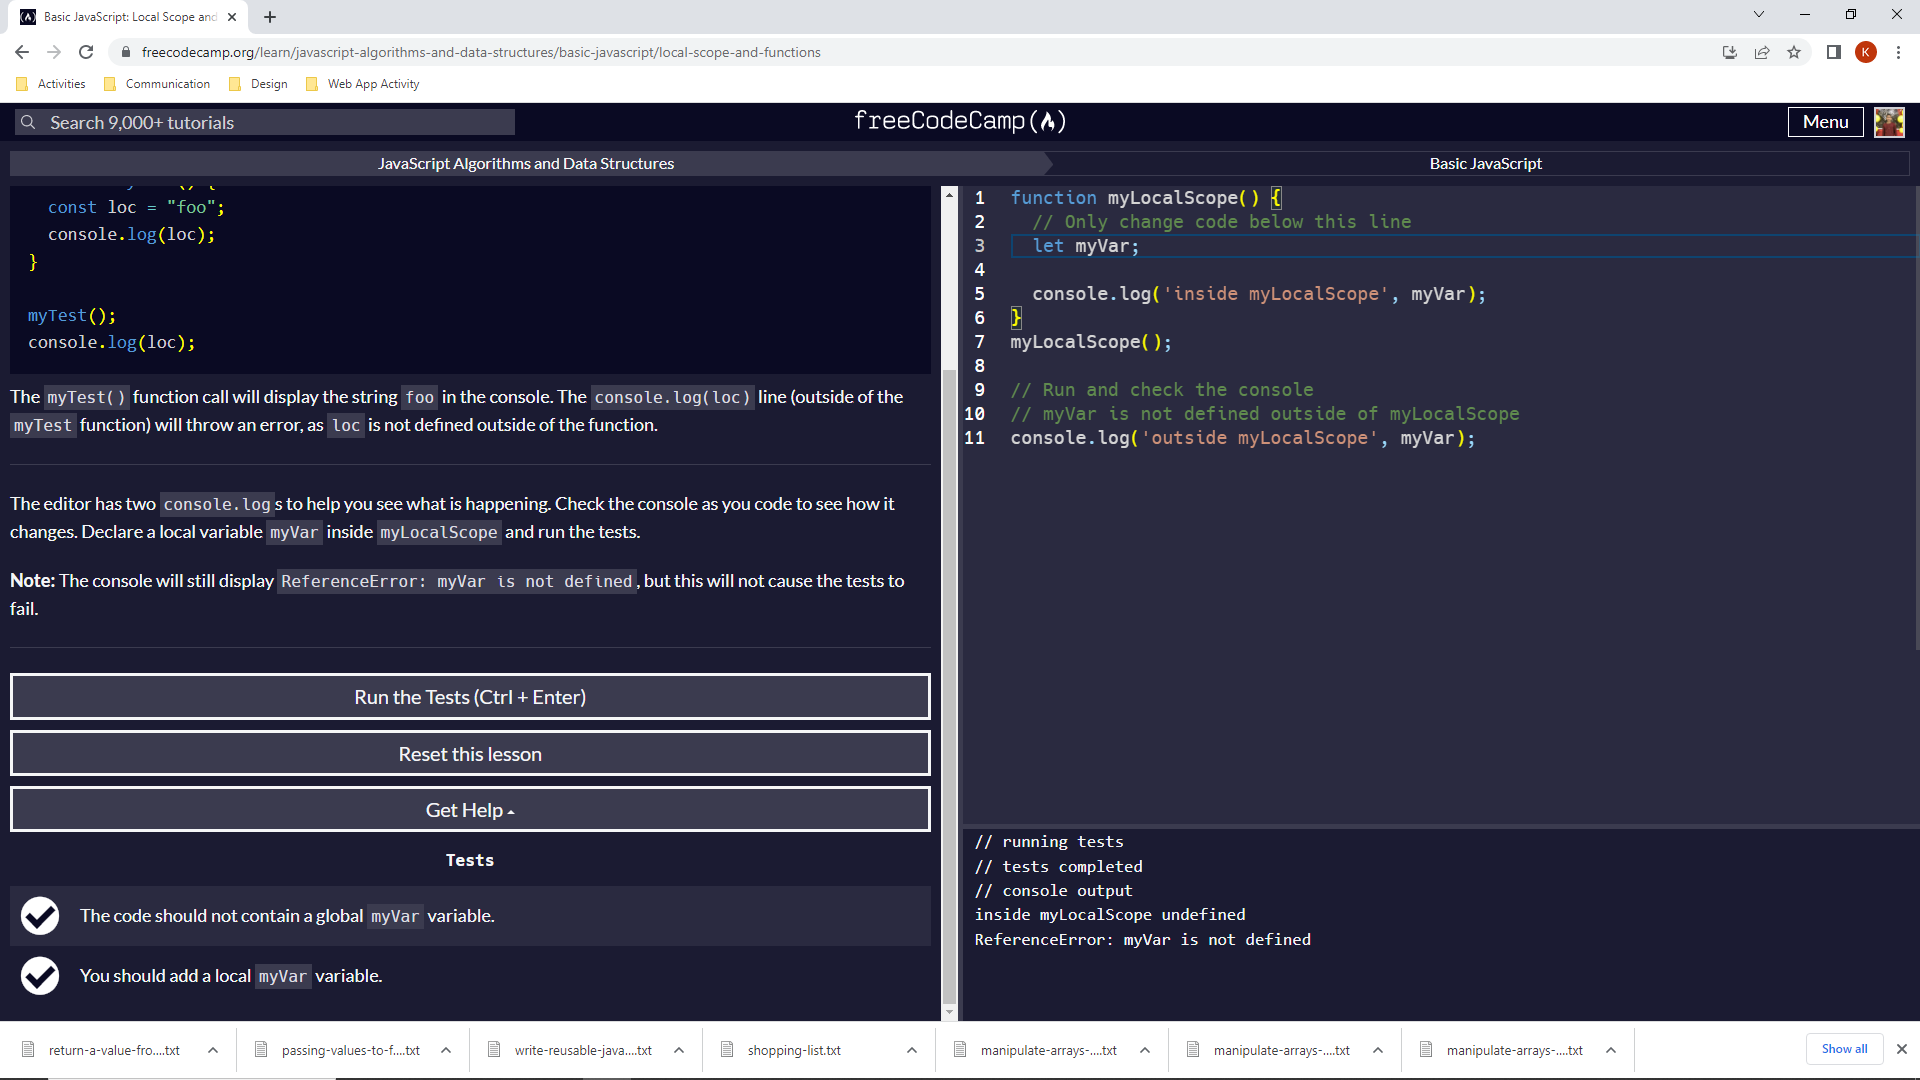 Basic JavaScript: Local Scope and
freecodecamp.org/learn/javascript-algorithms-and-data-structures/basic-javascript/local-scope-and-functions
K
Activities
Communication
Design
Web App Activity
Search 9,000+ tutorials
freeCodeCamp
Menu
JavaScript Algorithms and Data Structures
Basic JavaScript
const loc = "foo";
console.log(loc);
}
myTest();
console.log(loc);
The myTest() function call will display the string foo in the console. The console.log(loc) line (outside of the
myTest function) will throw an error, as loc is not defined outside of the function.
The editor has two console.logs to help you see what is happening. Check the console as you code to see how it
changes. Declare a local variable myVar inside myLocalScope and run the tests.
Note: The console will still display ReferenceError: myVar is not defined, but this will not cause the tests to
fail.
Run the Tests (Ctrl + Enter)
Reset this lesson
Get Help
Tests
The code should not contain a global myVar variable.
You should add a local myVar variable.
1 function myLocalScope() {
2 // Only change code below this line
3 let myVar;
4
5 console.log('inside myLocalScope', myVar);
6 }
7 myLocalScope();
8
9 // Run and check the console
10 // myVar is not defined outside of myLocalScope
11 console.log('outside myLocalScope', myVar);
// running tests
// tests completed
// console output
inside myLocalScope undefined
ReferenceError: myVar is not defined
return-a-value-fro....txt
passing-values-to-f....txt
write-reusable-java....txt
shopping-list.txt
manipulate-arrays-....txt
manipulate-arrays-....txt
manipulate-arrays-....txt
Show all